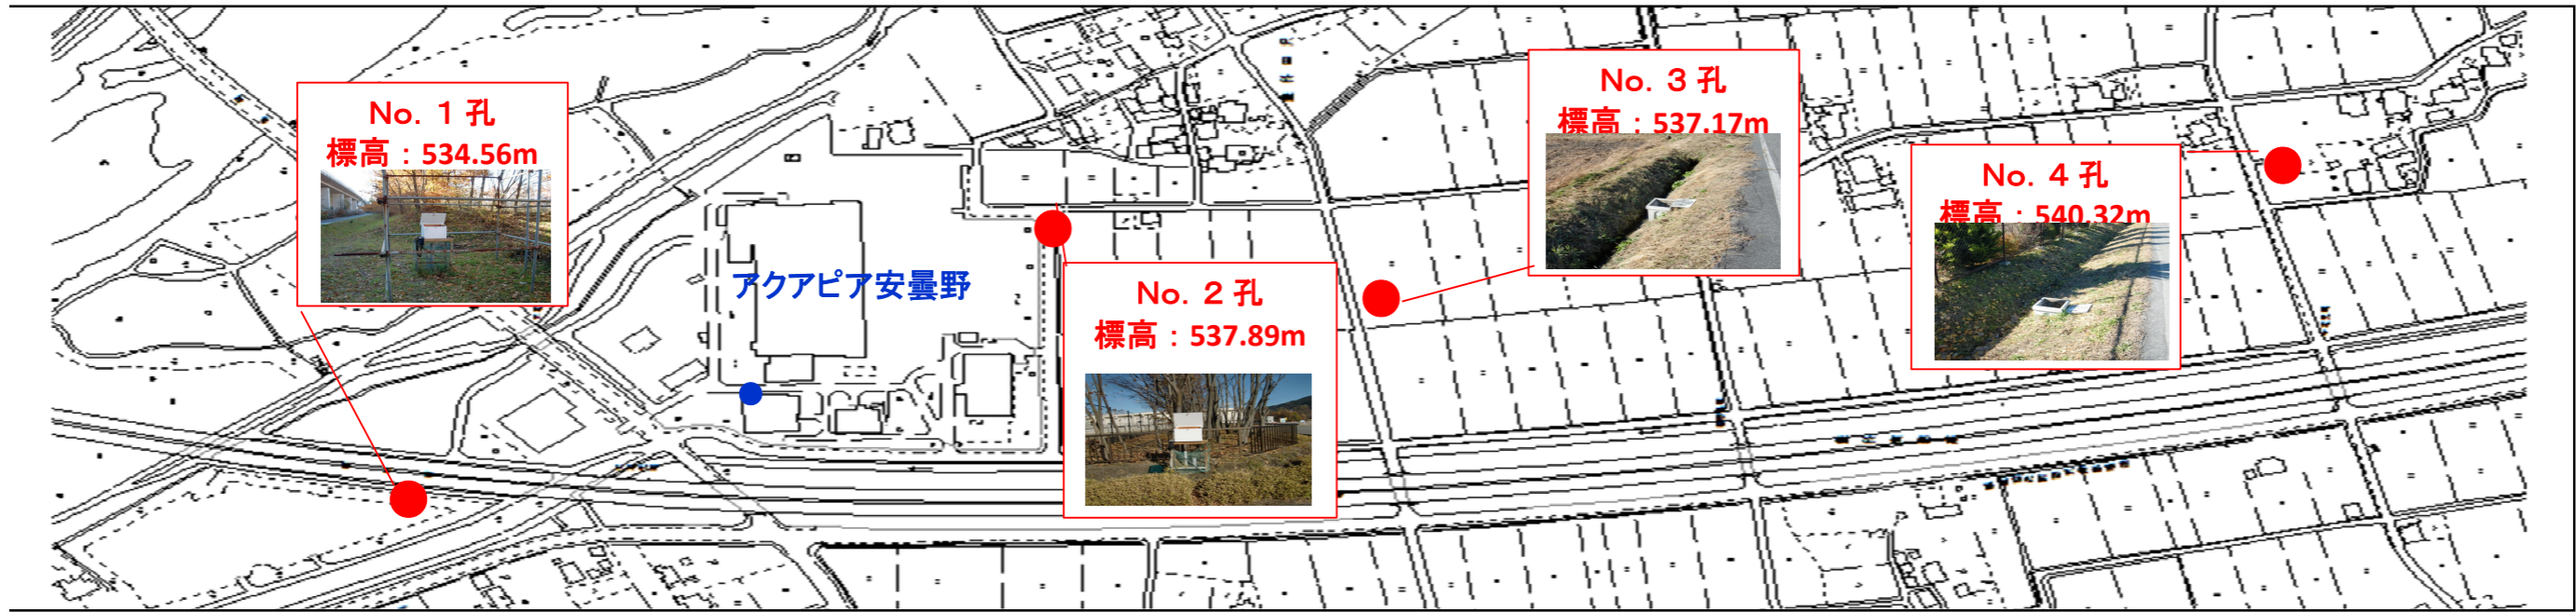 No. 1 孔
標高：534.56m
アクアピア安曇野
No. 2 孔
標高：537.89m
No. 3 孔
標高：537.17m
No. 4 孔
標高：540.32m